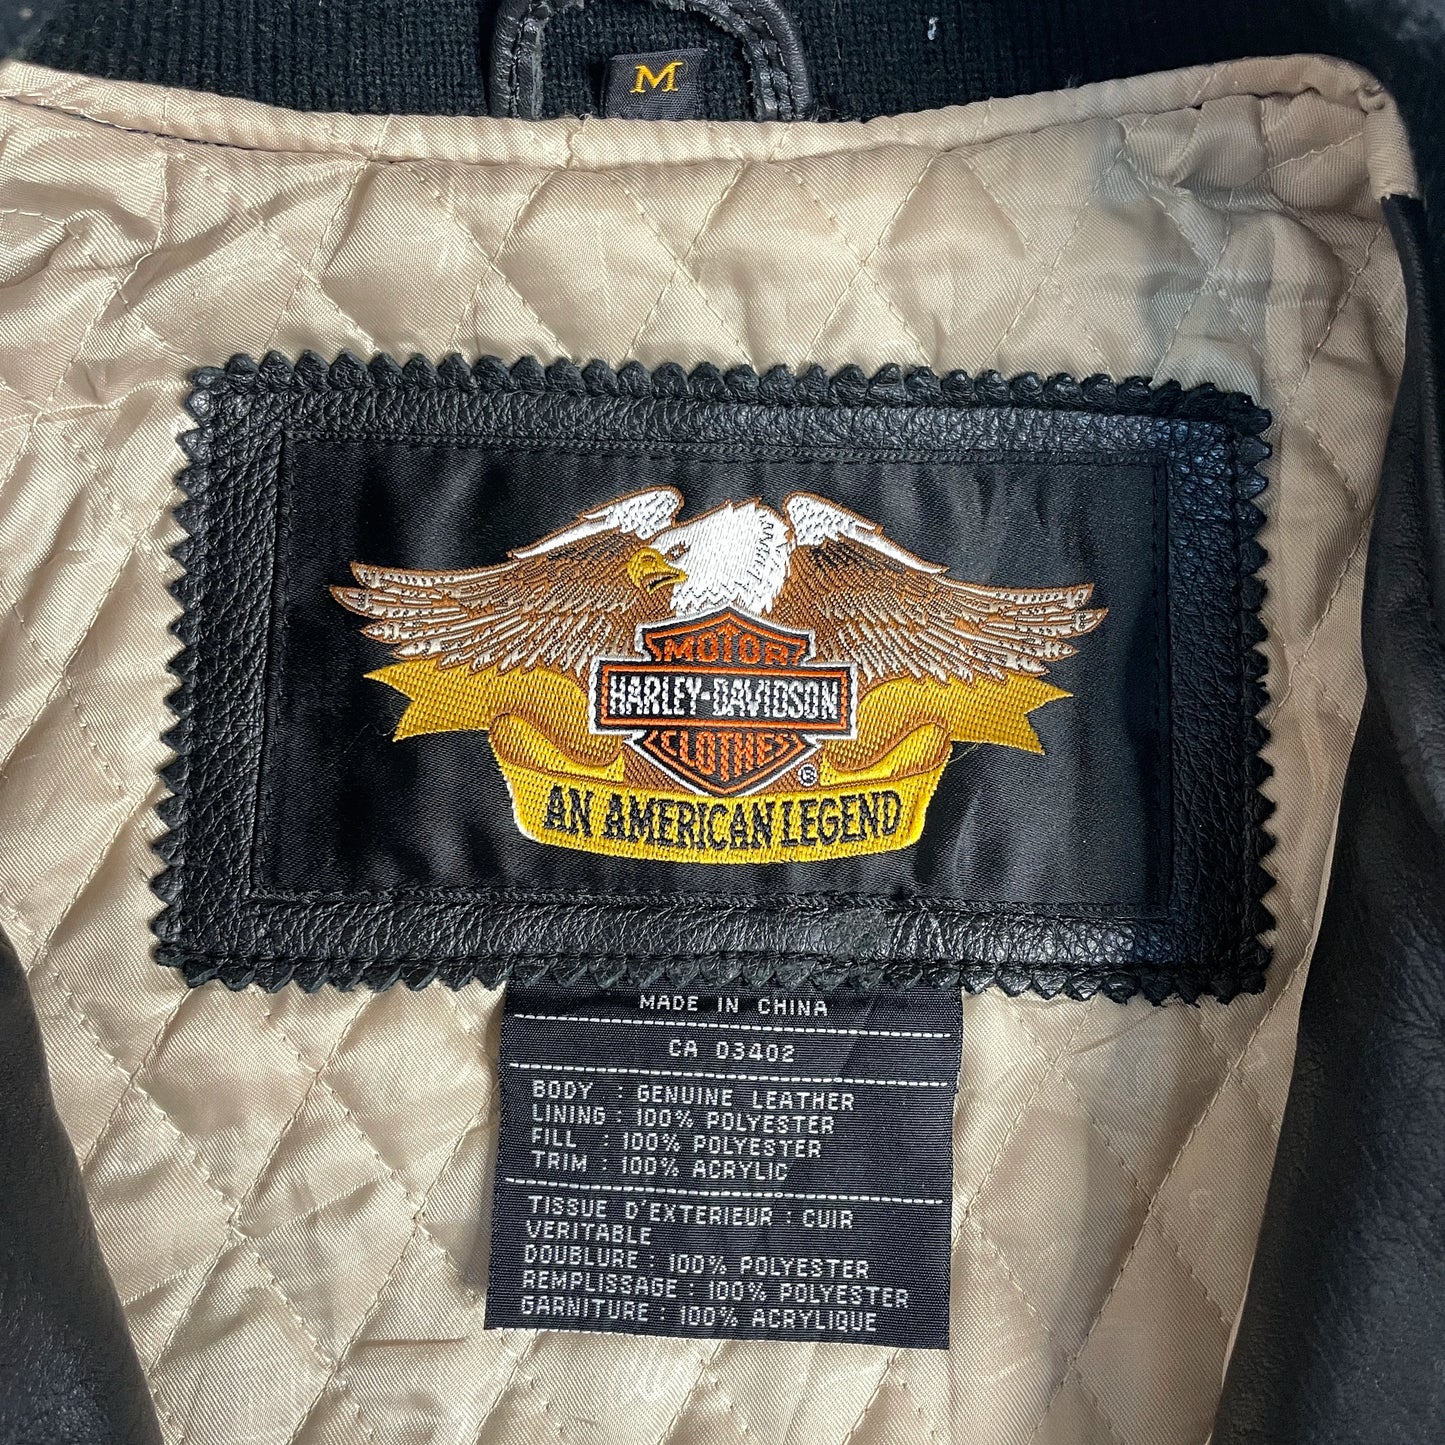 M
MOTOR
HARLEY-DAVIDSON
CLOTHES
®
AN AMERICAN LEGEND
MADE IN CHINA
CA 03402
BODY : GENUINE LEATHER
LINING : 100% POLYESTER
FILL : 100% POLYESTER
TRIM : 100% ACRYLIC
TISSUE D'EXTERIEUR : CUIR
VERITABLE
DOUBLURE : 100% POLYESTER
REMPLISSAGE : 100% POLYESTER
GARNITURE : 100% ACRYLIQUE